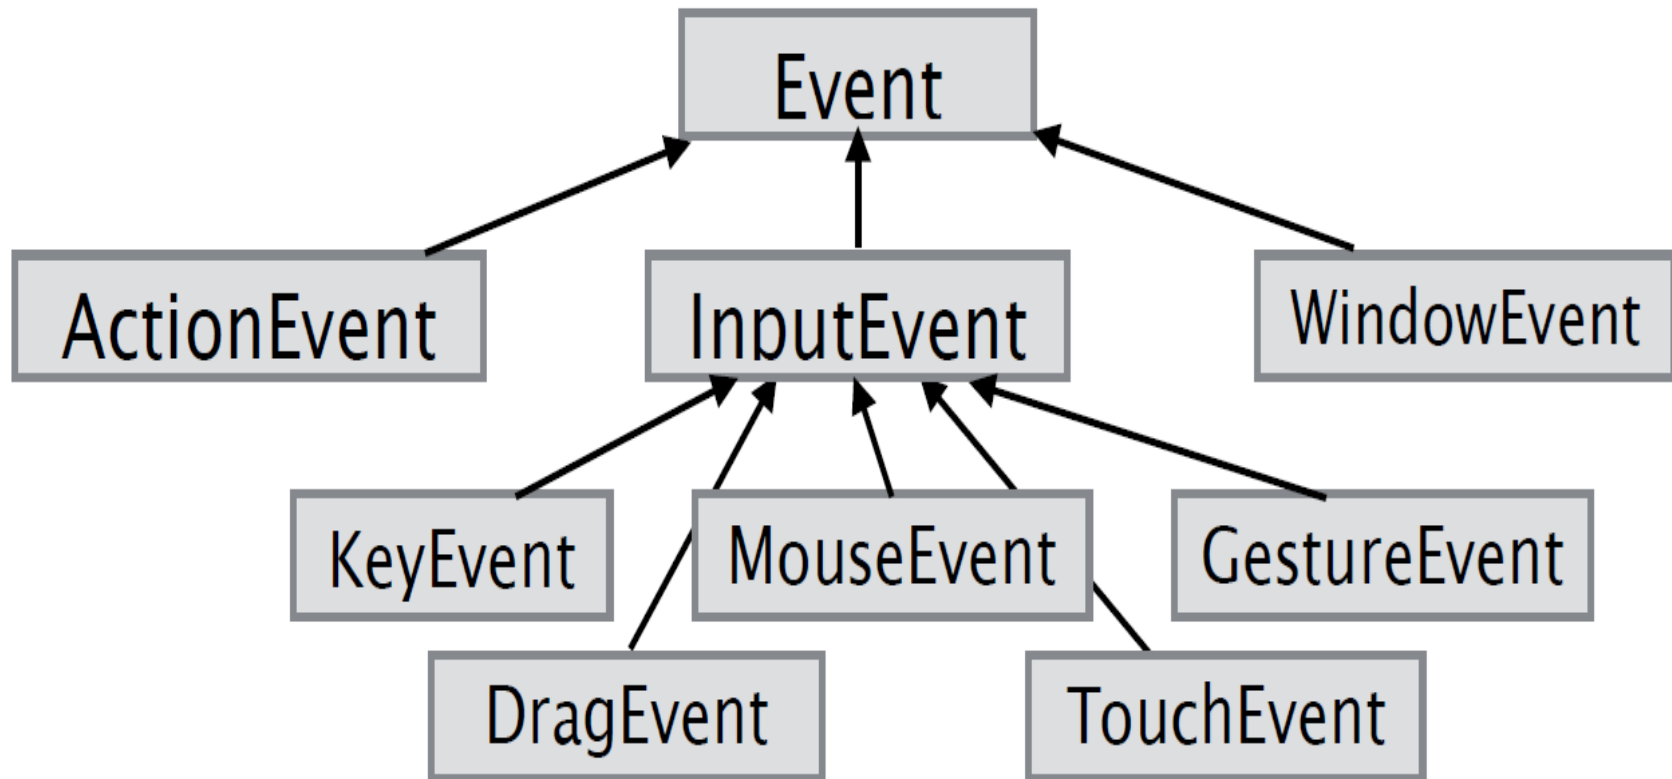 Event
ActionEvent
InputEvent
WindowEvent
KeyEvent
MouseEvent
GestureEvent
DragEvent
TouchEvent